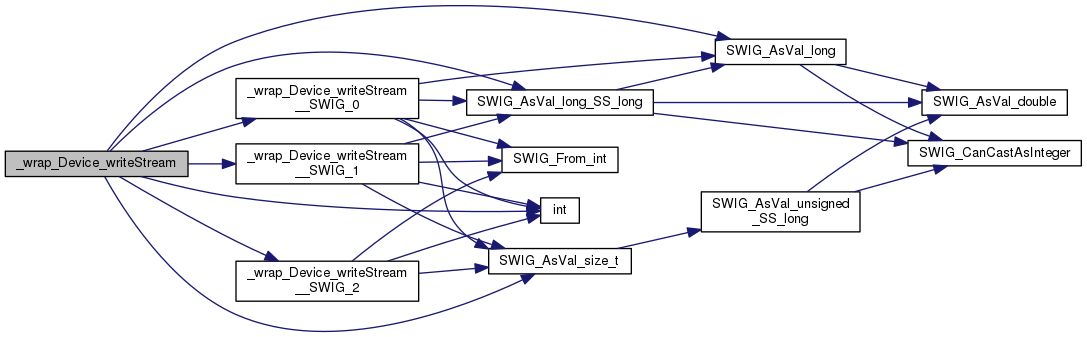 _wrap_Device_writeStream
_wrap_Device_writeStream
__SWIG_0
_wrap_Device_writeStream
__SWIG_1
_wrap_Device_writeStream
__SWIG_2
SWIG_AsVal_long_SS_long
SWIG_From_int
int
SWIG_AsVal_size_t
SWIG_AsVal_long
SWIG_AsVal_unsigned
_SS_long
SWIG_AsVal_double
SWIG_CanCastAsInteger